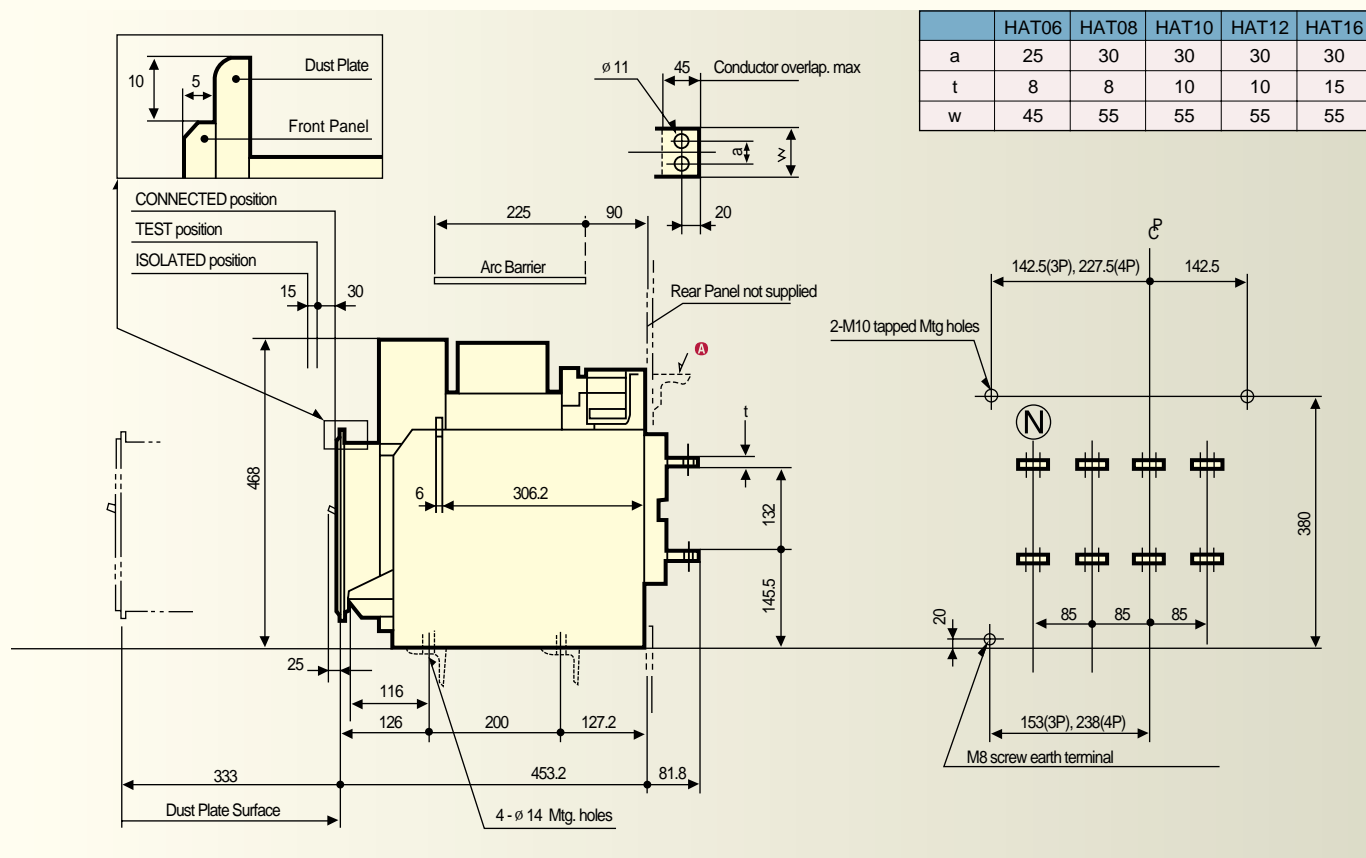 HAT06 HAT08 HAT10 HAT12 HAT16
a 25 30 30 30 30
t 8 8 10 10 15
w 45 55 55 55 55
10
5
Dust Plate
Front Panel
ø 11
45
Conductor overlap. max
a
w
20
CONNECTED position
TEST position
ISOLATED position
15
30
225
90
Arc Barrier
Rear Panel not supplied
A
468
6
306.2
t
132
145.5
25
116
126
200
127.2
333
453.2
81.8
Dust Plate Surface
4 - ø 14 Mtg. holes
C P
142.5(3P), 227.5(4P)
142.5
2-M10 tapped Mtg holes
N
380
20
85
85
85
153(3P), 238(4P)
M8 screw earth terminal